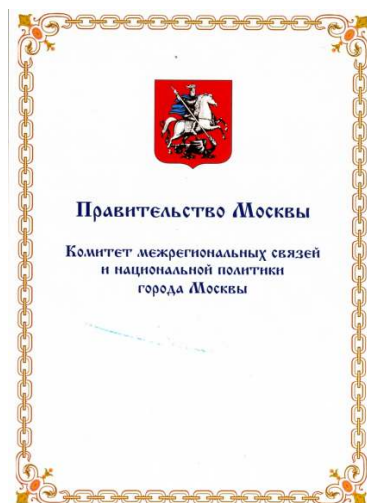 Правительство Москвы
Комитет межрегиональных связей
и национальной политики
города Москвы